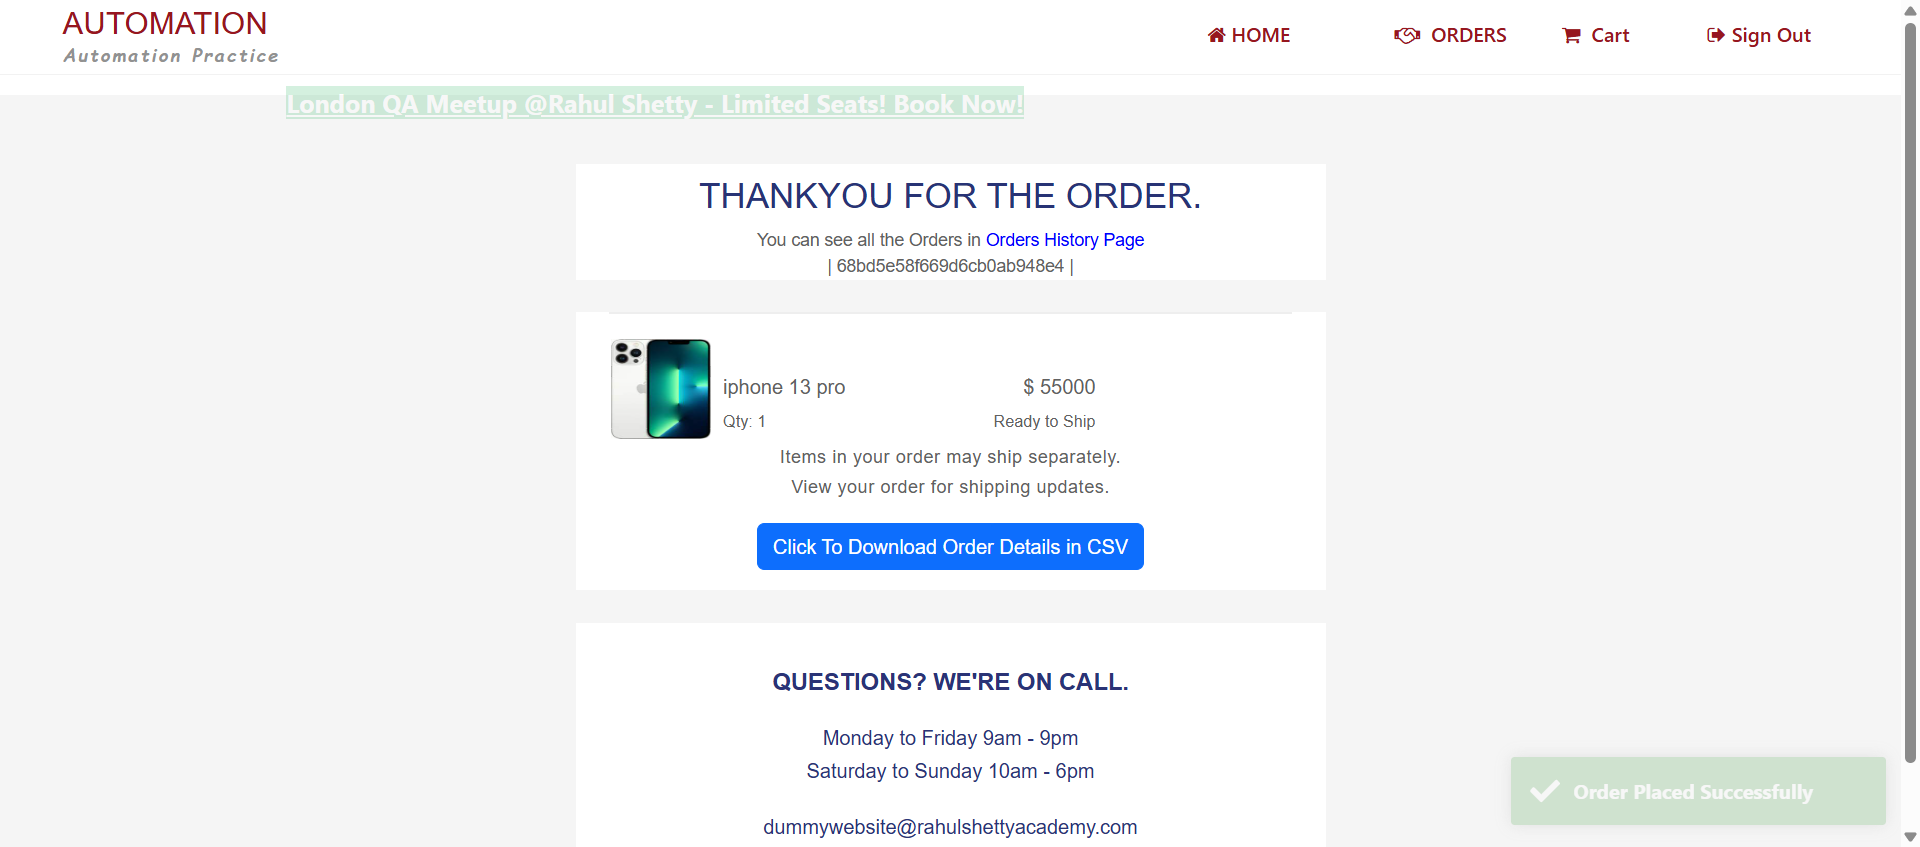 AUTOMATION
Automation Practice
HOME
ORDERS
Cart
Sign Out
London QA Meetup @Rahul Shetty - Limited Seats! Book Now!
THANKYOU FOR THE ORDER.
You can see all the Orders in Orders History Page
| 68bd5e58f669d6cb0ab948e4 |
iphone 13 pro
$ 55000
Qty: 1
Ready to Ship
Items in your order may ship separately.
View your order for shipping updates.
Click To Download Order Details in CSV
QUESTIONS? WE'RE ON CALL.
Monday to Friday 9am - 9pm
Saturday to Sunday 10am - 6pm
dummywebsite@rahulshettyacademy.com
Order Placed Successfully